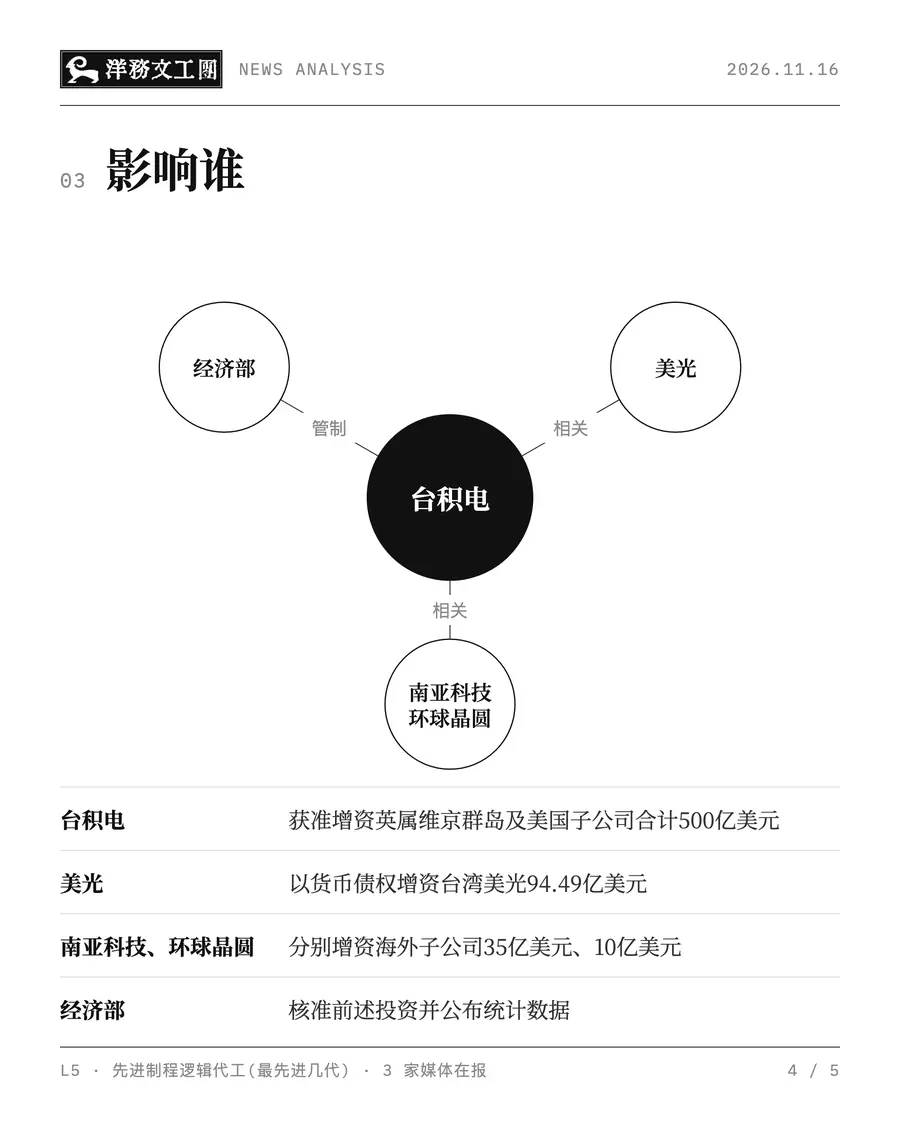 洋務文工團 NEWS ANALYSIS 2026.11.16
03 影响谁
经济部
美光
管制
相关
台积电
相关
南亚科技
环球晶圆
台积电 获准增资英属维京群岛及美国子公司合计500亿美元
美光 以货币债权增资台湾美光94.49亿美元
南亚科技、环球晶圆 分别增资海外子公司35亿美元、10亿美元
经济部 核准前述投资并公布统计数据
L5 · 先进制程逻辑代工(最先进几代) · 3 家媒体在报 4 / 5